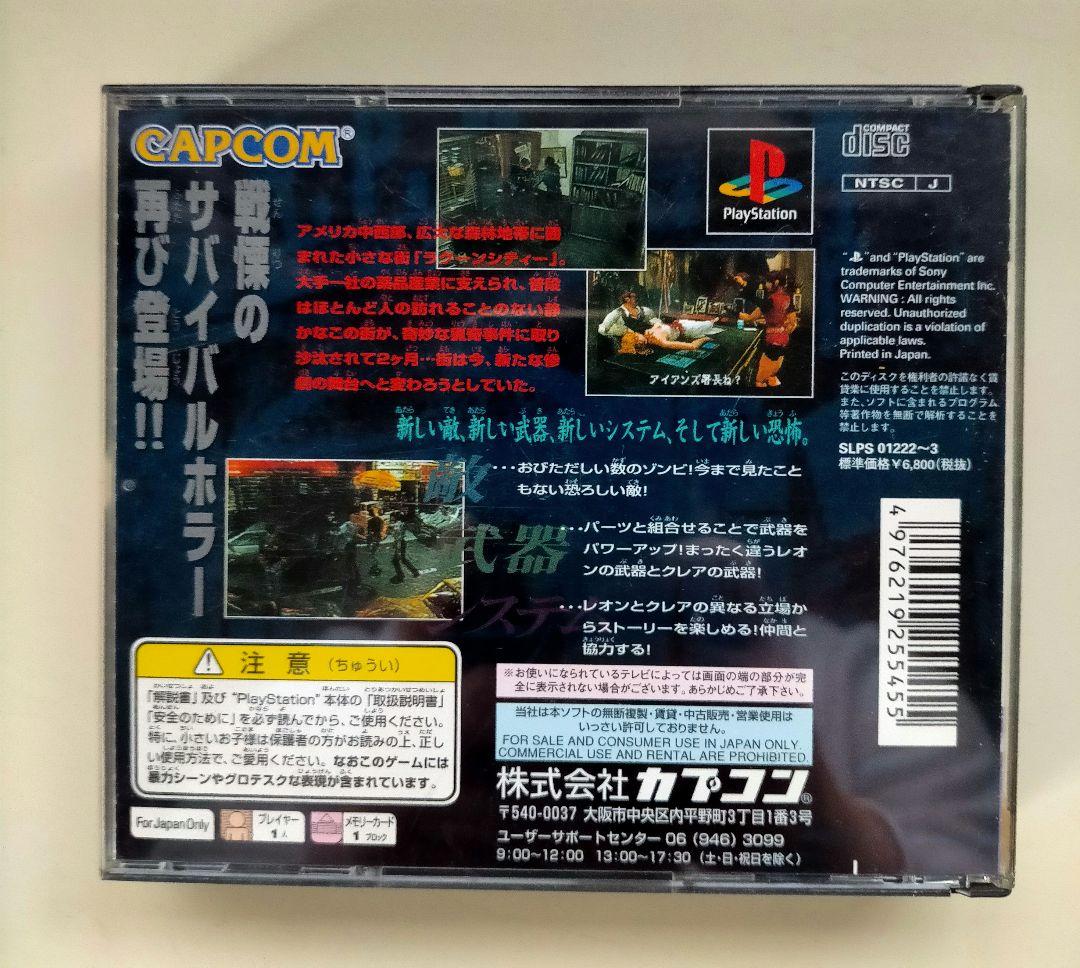 CAPCOM®
戦慄の
サバイバルホラー
再び登場!!
アメリカ中西部、広大な森林地帯に囲
まれた小さな街「ラクーンシティー」。
大手一社の薬品産業に支えられ、普段
はほとんど人の訪れることのない静
かなこの街が、奇妙な猟奇事件に取り
沙汰されて2ヶ月…街は今、新たな惨
劇の舞台へと変わろうとしていた。
アイアンズ署長ね?
PlayStation
COMPACT
disc
NTSC J
"PS"and "PlayStation" are
trademarks of Sony
Computer Entertainment Inc.
WARNING : All rights
reserved. Unauthorized
duplication is a violation of
applicable laws.
Printed in Japan.
このディスクを権利者の許諾なく賃
貸業に使用することを禁止します。
また、ソフトに含まれるプログラム
等著作物を無断で解析することを
禁止します。
SLPS 01222〜3
標準価格¥6,800(税抜)
新しい敵、新しい武器、新しいシステム、そして新しい恐怖。
敵
…おびただしい数のゾンビ!今まで見たこと
もない恐ろしい敵!
武器
…パーツと組合せることで武器を
パワーアップ!まったく違うレオ
ンの武器とクレアの武器!
システム
…レオンとクレアの異なる立場か
らストーリーを楽しめる!仲間と
協力する!
4 976219 255455
注意(ちゅうい)
「解説書」及び "PlayStation" 本体の「取扱説明書」
「安全のために」を必ず読んでから、ご使用ください。
特に、小さいお子様は保護者の方がお読みの上、正し
い使用方法で、ご愛用ください。なおこのゲームには
暴力シーンやグロテスクな表現が含まれています。
※お使いになられているテレビによっては画面の端の部分が完
全に表示されない場合がございます。あらかじめご了承下さい。
当社は本ソフトの無断複製・賃貸・中古販売・営業使用は
いっさい許可しておりません。
FOR SALE AND CONSUMER USE IN JAPAN ONLY.
COMMERCIAL USE AND RENTAL ARE PROHIBITED.
For Japan Only
プレイヤー
1人
メモリーカード
1 ブロック
株式会社 カプコン®
〒540-0037 大阪市中央区内平野町3丁目1番3号
ユーザーサポートセンター 06 (946) 3099
9:00〜12:00 13:00〜17:30 (土・日・祝日を除く)